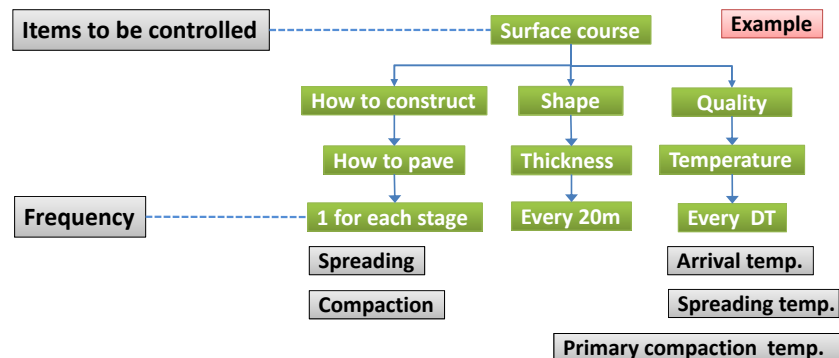 Items to be controlled
Surface course
Example
How to construct
Shape
Quality
How to pave
Thickness
Temperature
Frequency
1 for each stage
Every 20m
Every DT
Spreading
Arrival temp.
Compaction
Spreading temp.
Primary compaction temp.